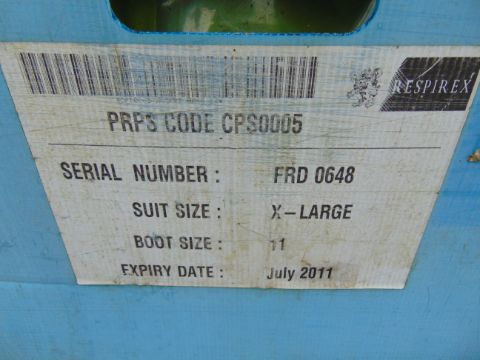 RESPIREX
PRPS CODE CPS0005
SERIAL NUMBER : FRD 0648
SUIT SIZE : X-LARGE
BOOT SIZE : 11
EXPIRY DATE : July 2011